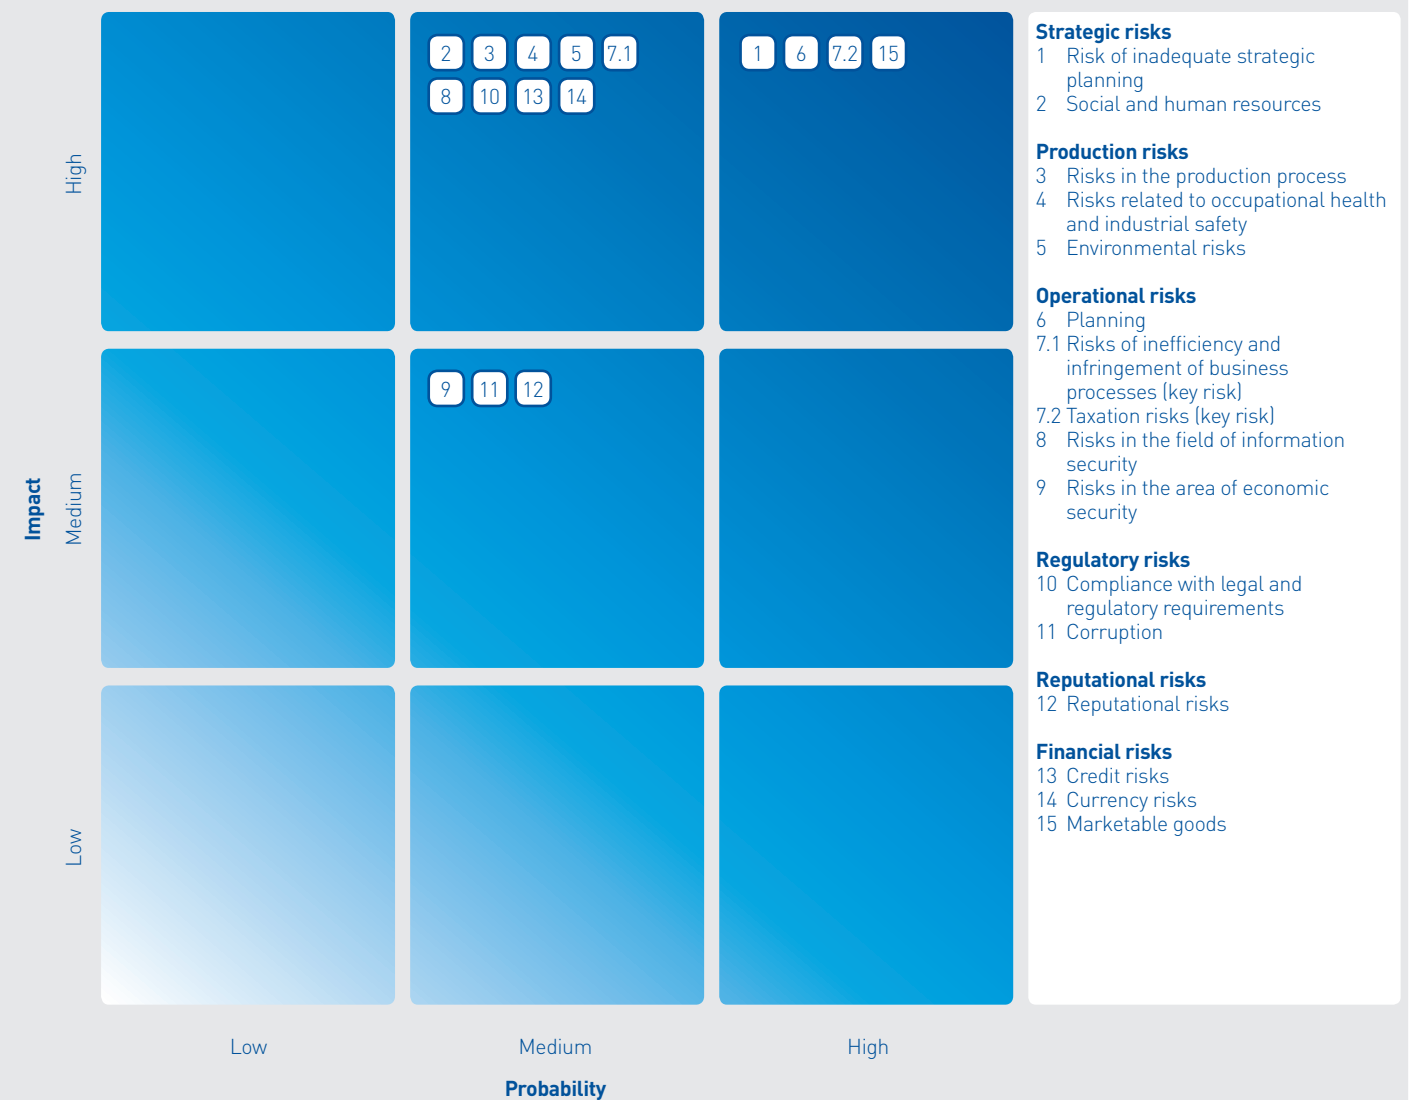 Impact
High
2 3 4 5 7.1
8 10 13 14
1 6 7.2 15
Medium
9 11 12
Low
Low Medium High
Probability
Strategic risks
1 Risk of inadequate strategic
planning
2 Social and human resources
Production risks
3 Risks in the production process
4 Risks related to occupational health
and industrial safety
5 Environmental risks
Operational risks
6 Planning
7.1 Risks of inefficiency and
infringement of business
processes (key risk)
7.2 Taxation risks (key risk)
8 Risks in the field of information
security
9 Risks in the area of economic
security
Regulatory risks
10 Compliance with legal and
regulatory requirements
11 Corruption
Reputational risks
12 Reputational risks
Financial risks
13 Credit risks
14 Currency risks
15 Marketable goods